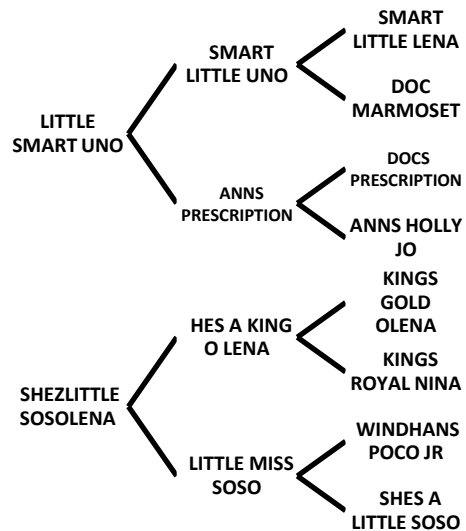 SMART
LITTLE LENA
SMART
LITTLE UNO
DOC
MARMOSET
LITTLE
SMART UNO
DOCS
PRESCRIPTION
ANNS
PRESCRIPTION
ANNS HOLLY
JO
KINGS
GOLD
OLENA
HES A KING
O LENA
KINGS
ROYAL NINA
SHEZLITTLE
SOSOLENA
WINDHANS
POCO JR
LITTLE MISS
SOSO
SHES A
LITTLE SOSO